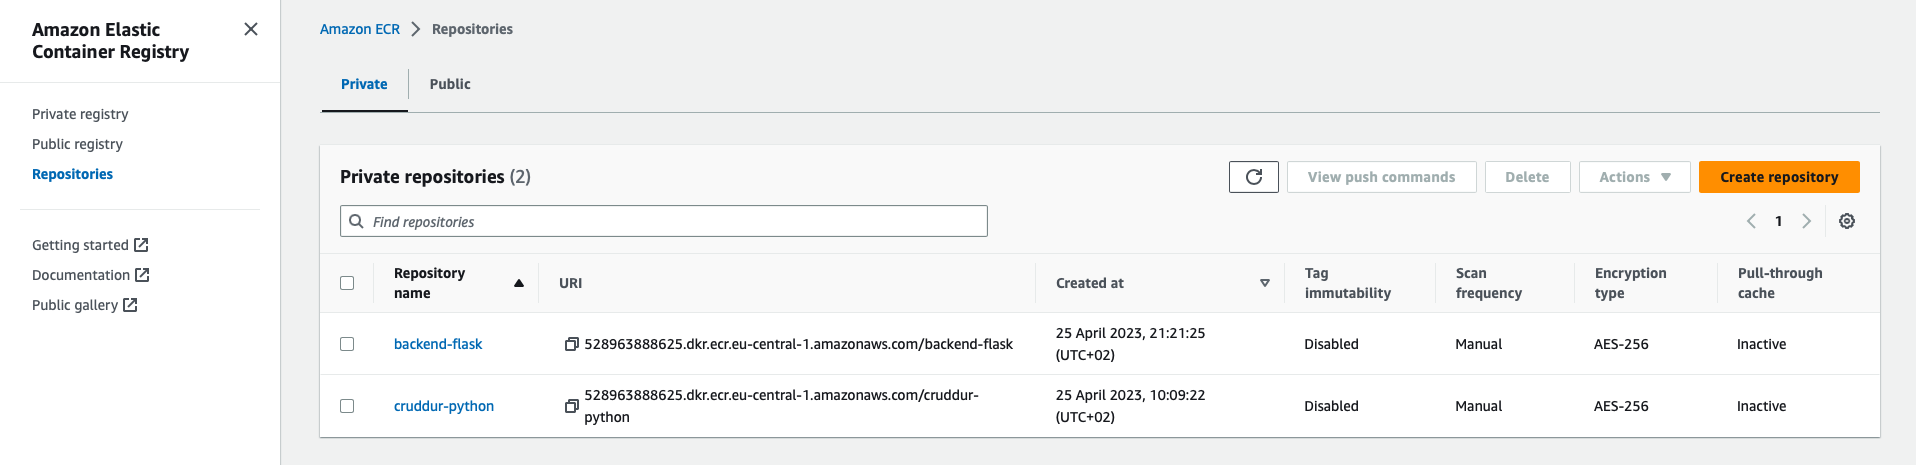 Amazon Elastic
Container Registry
Private registry
Public registry
Repositories
Getting started
Documentation
Public gallery
Amazon ECR
Repositories
Private
Public
Private repositories (2)
View push commands
Delete
Actions
Create repository
Find repositories
1
Repository
name
URI
Created at
Tag
immutability
Scan
frequency
Encryption
type
Pull-through
cache
backend-flask
528963888625.dkr.ecr.eu-central-1.amazonaws.com/backend-flask
25 April 2023, 21:21:25
(UTC+02)
Disabled
Manual
AES-256
Inactive
cruddur-python
528963888625.dkr.ecr.eu-central-1.amazonaws.com/cruddur-
python
25 April 2023, 10:09:22
(UTC+02)
Disabled
Manual
AES-256
Inactive